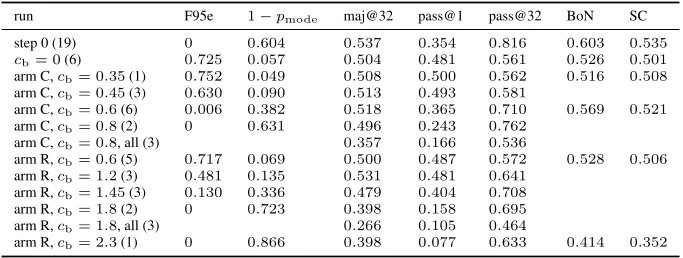 run F95e 1 − p_mode maj@32 pass@1 pass@32 BoN SC
step 0 (19) 0 0.604 0.537 0.354 0.816 0.603 0.535
c_b = 0 (6) 0.725 0.057 0.504 0.481 0.561 0.526 0.501
arm C, c_b = 0.35 (1) 0.752 0.049 0.508 0.500 0.562 0.516 0.508
arm C, c_b = 0.45 (3) 0.630 0.090 0.513 0.493 0.581
arm C, c_b = 0.6 (6) 0.006 0.382 0.518 0.365 0.710 0.569 0.521
arm C, c_b = 0.8 (2) 0 0.631 0.496 0.243 0.762
arm C, c_b = 0.8, all (3) 0.357 0.166 0.536
arm R, c_b = 0.6 (5) 0.717 0.069 0.500 0.487 0.572 0.528 0.506
arm R, c_b = 1.2 (3) 0.481 0.135 0.531 0.481 0.641
arm R, c_b = 1.45 (3) 0.130 0.336 0.479 0.404 0.708
arm R, c_b = 1.8 (2) 0 0.723 0.398 0.158 0.695
arm R, c_b = 1.8, all (3) 0.266 0.105 0.464
arm R, c_b = 2.3 (1) 0 0.866 0.398 0.077 0.633 0.414 0.352